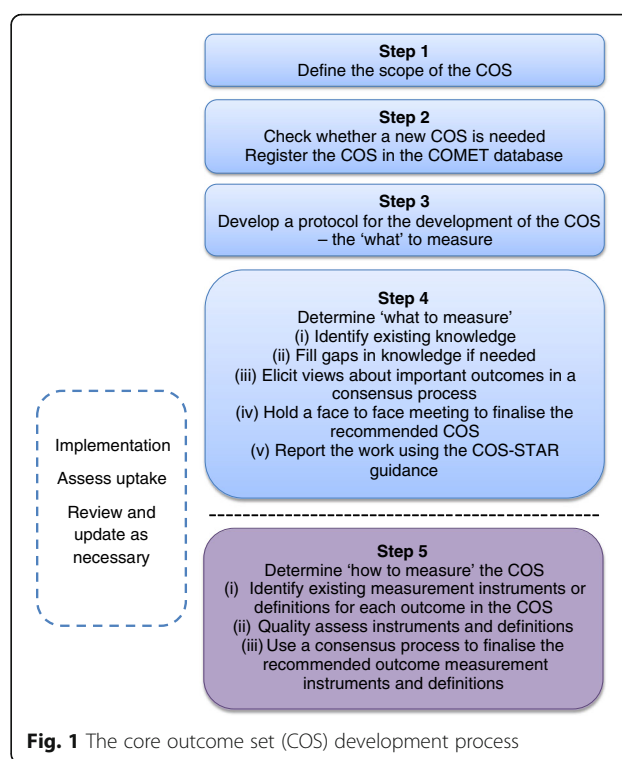 Step 1
Define the scope of the COS
Step 2
Check whether a new COS is needed
Register the COS in the COMET database
Step 3
Develop a protocol for the development of the COS
– the ‘what’ to measure
Step 4
Determine ‘what to measure’
(i) Identify existing knowledge
(ii) Fill gaps in knowledge if needed
(iii) Elicit views about important outcomes in a
consensus process
(iv) Hold a face to face meeting to finalise the
recommended COS
(v) Report the work using the COS-STAR
guidance
Implementation
Assess uptake
Review and
update as
necessary
Step 5
Determine ‘how to measure’ the COS
(i) Identify existing measurement instruments or
definitions for each outcome in the COS
(ii) Quality assess instruments and definitions
(iii) Use a consensus process to finalise the
recommended outcome measurement
instruments and definitions
Fig. 1 The core outcome set (COS) development process